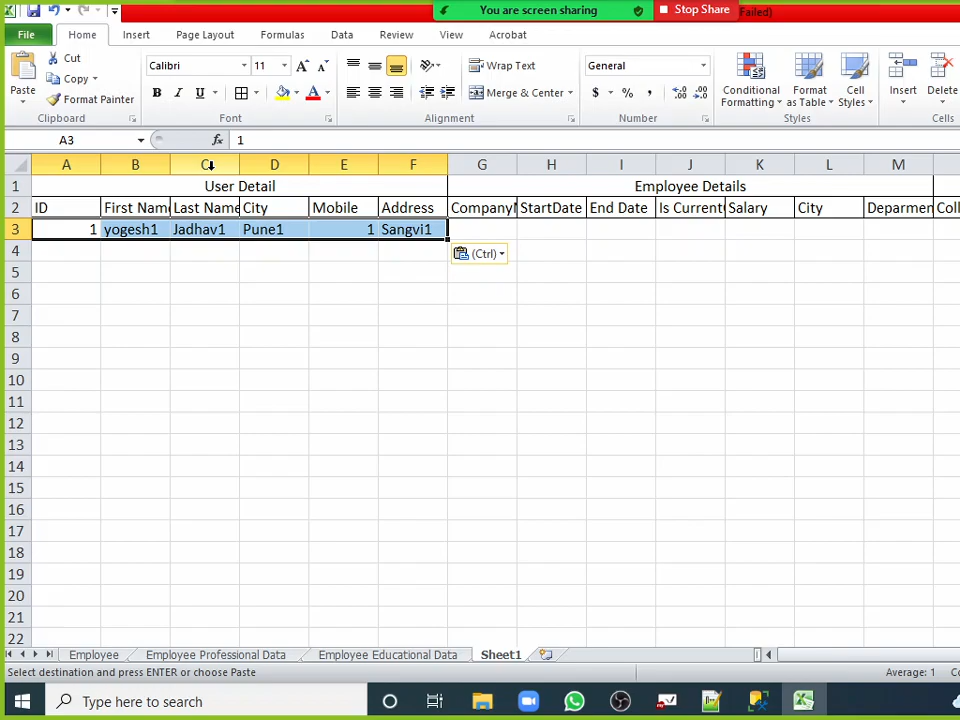 You are screen sharing
Stop Share
Failed)
File Home Insert Page Layout Formulas Data Review View Acrobat
Cut
Copy
Format Painter
Paste
Clipboard
Calibri 11
B I U
Font
Wrap Text
Merge & Center
Alignment
General
$ % ,
Number
Conditional Formatting
Format as Table
Cell Styles
Styles
Insert Delete
Cells
A3 fx 1
A B C D E F G H I J K L M
1 User Detail Employee Details
2 ID First Name Last Name City Mobile Address CompanyN StartDate End Date Is Current Salary City Deparmen Coll
3 1 yogesh1 Jadhav1 Pune1 1 Sangvi1
4 (Ctrl)
5
6
7
8
9
10
11
12
13
14
15
16
17
18
19
20
21
22
Employee Employee Professional Data Employee Educational Data Sheet1
Select destination and press ENTER or choose Paste Average: 1 Co
Type here to search